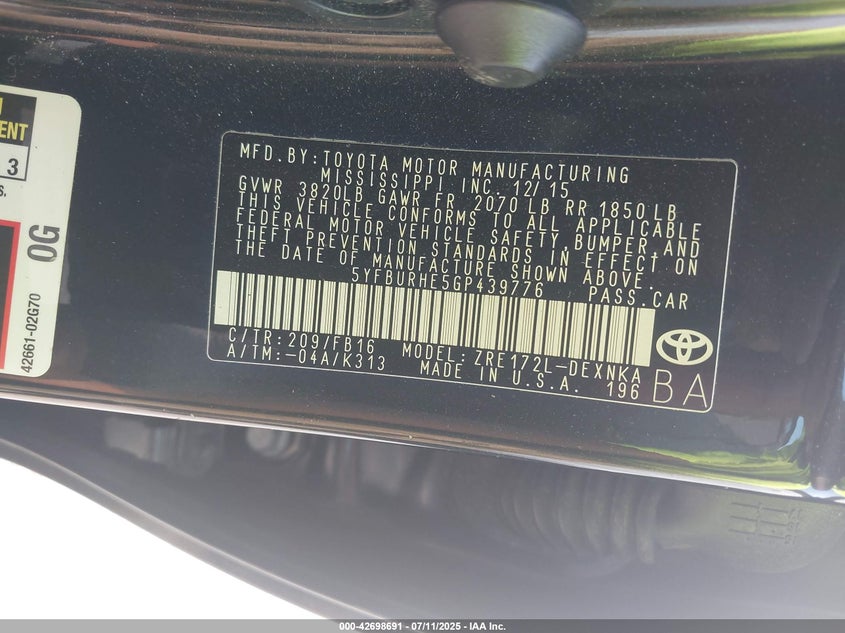 ENT
3
S.
0G
42661-02G70
MFD.BY:TOYOTA MOTOR MANUFACTURING
MISSISSIPPI INC. 12/15
GVWR 3820LB GAWR FR 2070 LB RR 1850 LB
THIS VEHICLE CONFORMS TO ALL APPLICABLE
FEDERAL MOTOR VEHICLE SAFETY,BUMPER,AND
THEFT PREVENTION STANDARDS IN EFFECT ON
THE DATE OF MANUFACTURE SHOWN ABOVE.
5YFBURHE5GP439776 PASS.CAR
C/TR:209/FB16 MODEL:ZRE172L-DEXNKA
A/TM:-04A/K313 MADE IN U.S.A. 196
BA
000-42698691 - 07/11/2025 - IAA Inc.